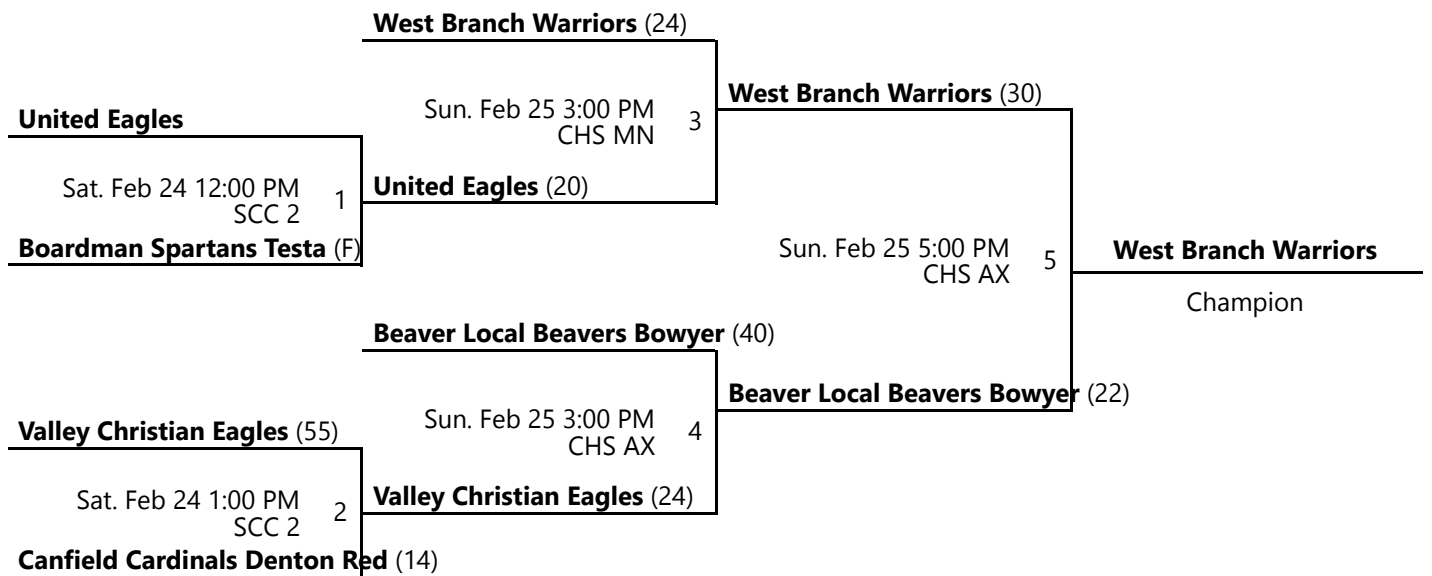 West Branch Warriors (24)
United Eagles
Sun. Feb 25 3:00 PM
CHS MN
3
West Branch Warriors (30)
Sat. Feb 24 12:00 PM
SCC 2
1
United Eagles (20)
Boardman Spartans Testa (F)
Sun. Feb 25 5:00 PM
CHS AX
5
West Branch Warriors
Champion
Beaver Local Beavers Bowyer (40)
Valley Christian Eagles (55)
Sun. Feb 25 3:00 PM
CHS AX
4
Beaver Local Beavers Bowyer (22)
Sat. Feb 24 1:00 PM
SCC 2
2
Valley Christian Eagles (24)
Canfield Cardinals Denton Red (14)